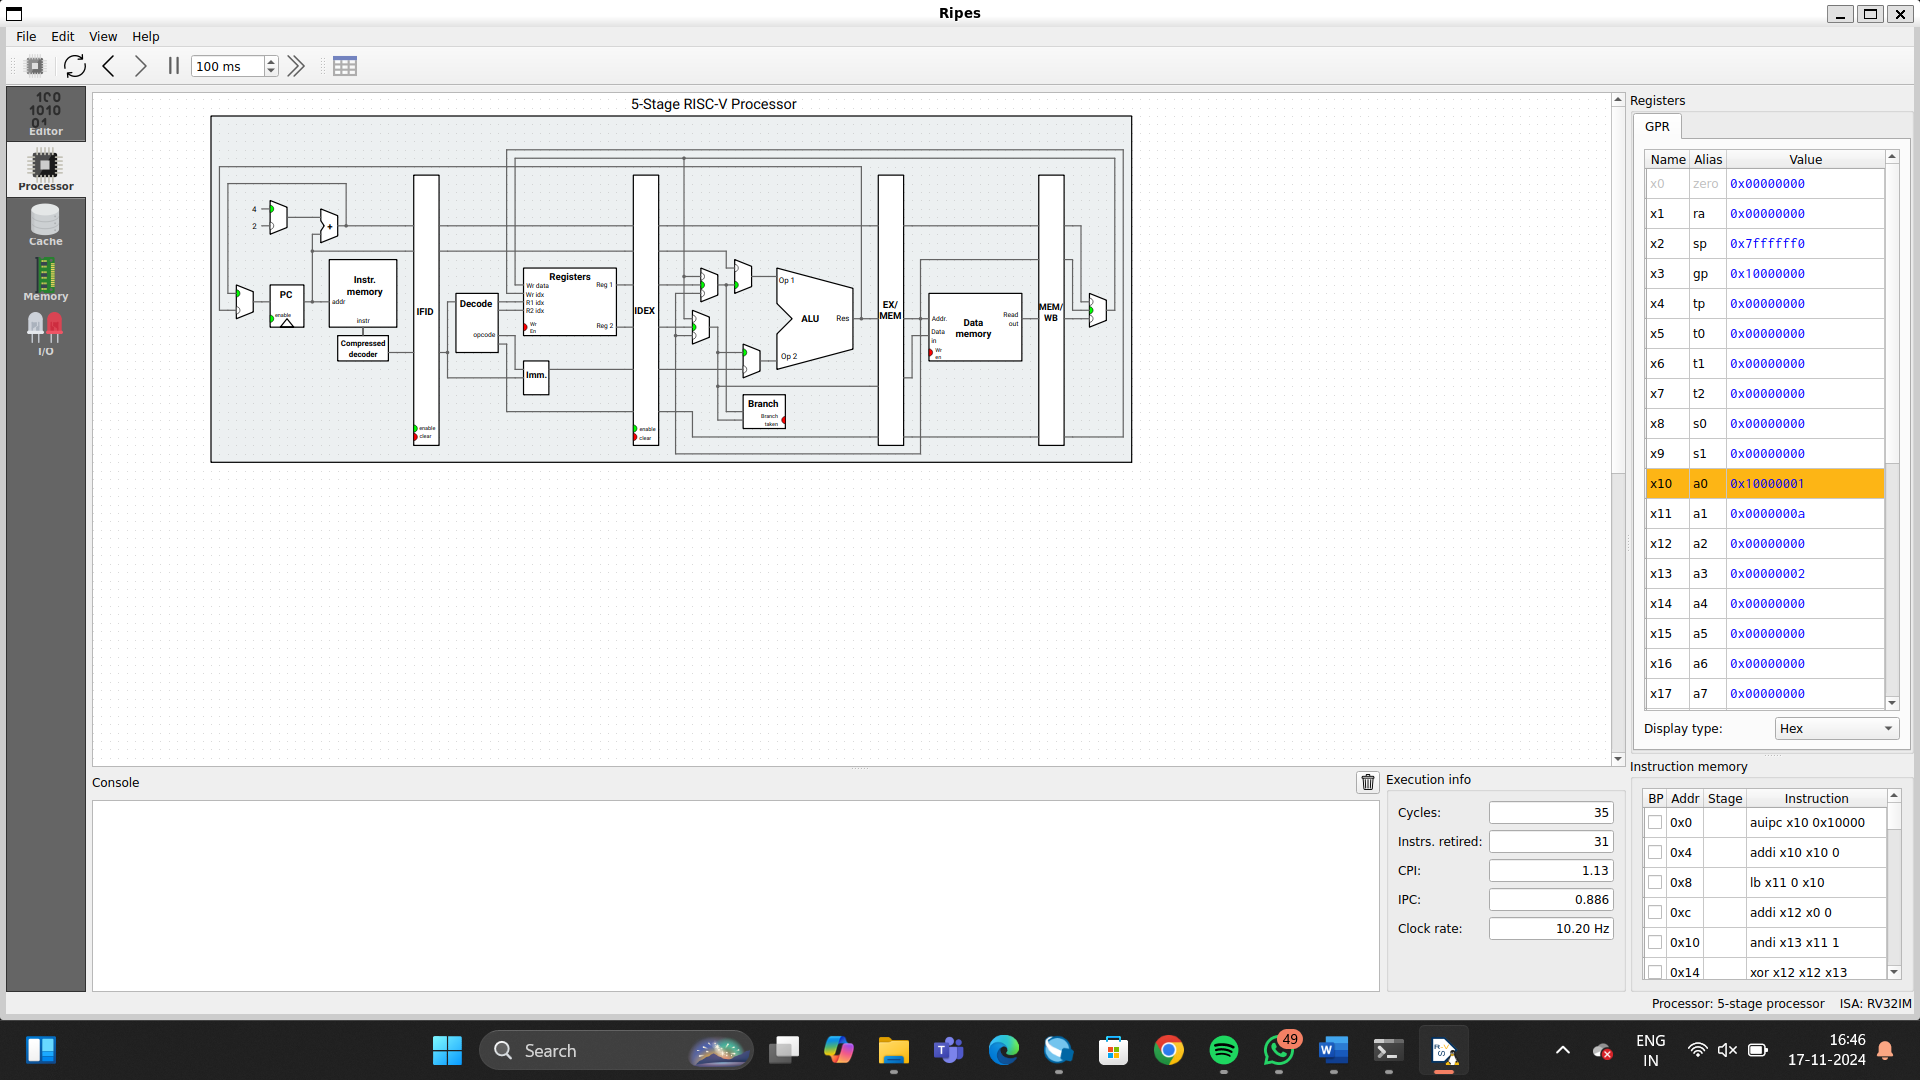 Ripes
File Edit View Help
100 ms
Editor
Processor
Cache
Memory
I/O
5-Stage RISC-V Processor
4
2
+
PC
enable
Instr.
memory
addr
instr
Compressed
decoder
IFID
enable
clear
Decode
opcode
Registers
Wr data
Wr idx
R1 idx
R2 idx
Wr
En
Reg 1
Reg 2
Imm.
IDEX
enable
clear
Op 1
ALU
Res
Op 2
Branch
Branch
taken
EX/
MEM
Addr.
Data
in
Wr
en
Data
memory
Read
out
MEM/
WB
Registers
GPR
Name Alias Value
x0 zero 0x00000000
x1 ra 0x00000000
x2 sp 0x7ffffff0
x3 gp 0x10000000
x4 tp 0x00000000
x5 t0 0x00000000
x6 t1 0x00000000
x7 t2 0x00000000
x8 s0 0x00000000
x9 s1 0x00000000
x10 a0 0x10000001
x11 a1 0x0000000a
x12 a2 0x00000000
x13 a3 0x00000002
x14 a4 0x00000000
x15 a5 0x00000000
x16 a6 0x00000000
x17 a7 0x00000000
Display type: Hex
Console
Execution info
Cycles: 35
Instrs. retired: 31
CPI: 1.13
IPC: 0.886
Clock rate: 10.20 Hz
Instruction memory
BP Addr Stage Instruction
0x0 auipc x10 0x10000
0x4 addi x10 x10 0
0x8 lb x11 0 x10
0xc addi x12 x0 0
0x10 andi x13 x11 1
0x14 xor x12 x12 x13
Processor: 5-stage processor ISA: RV32IM
Search
49
ENG
IN
16:46
17-11-2024